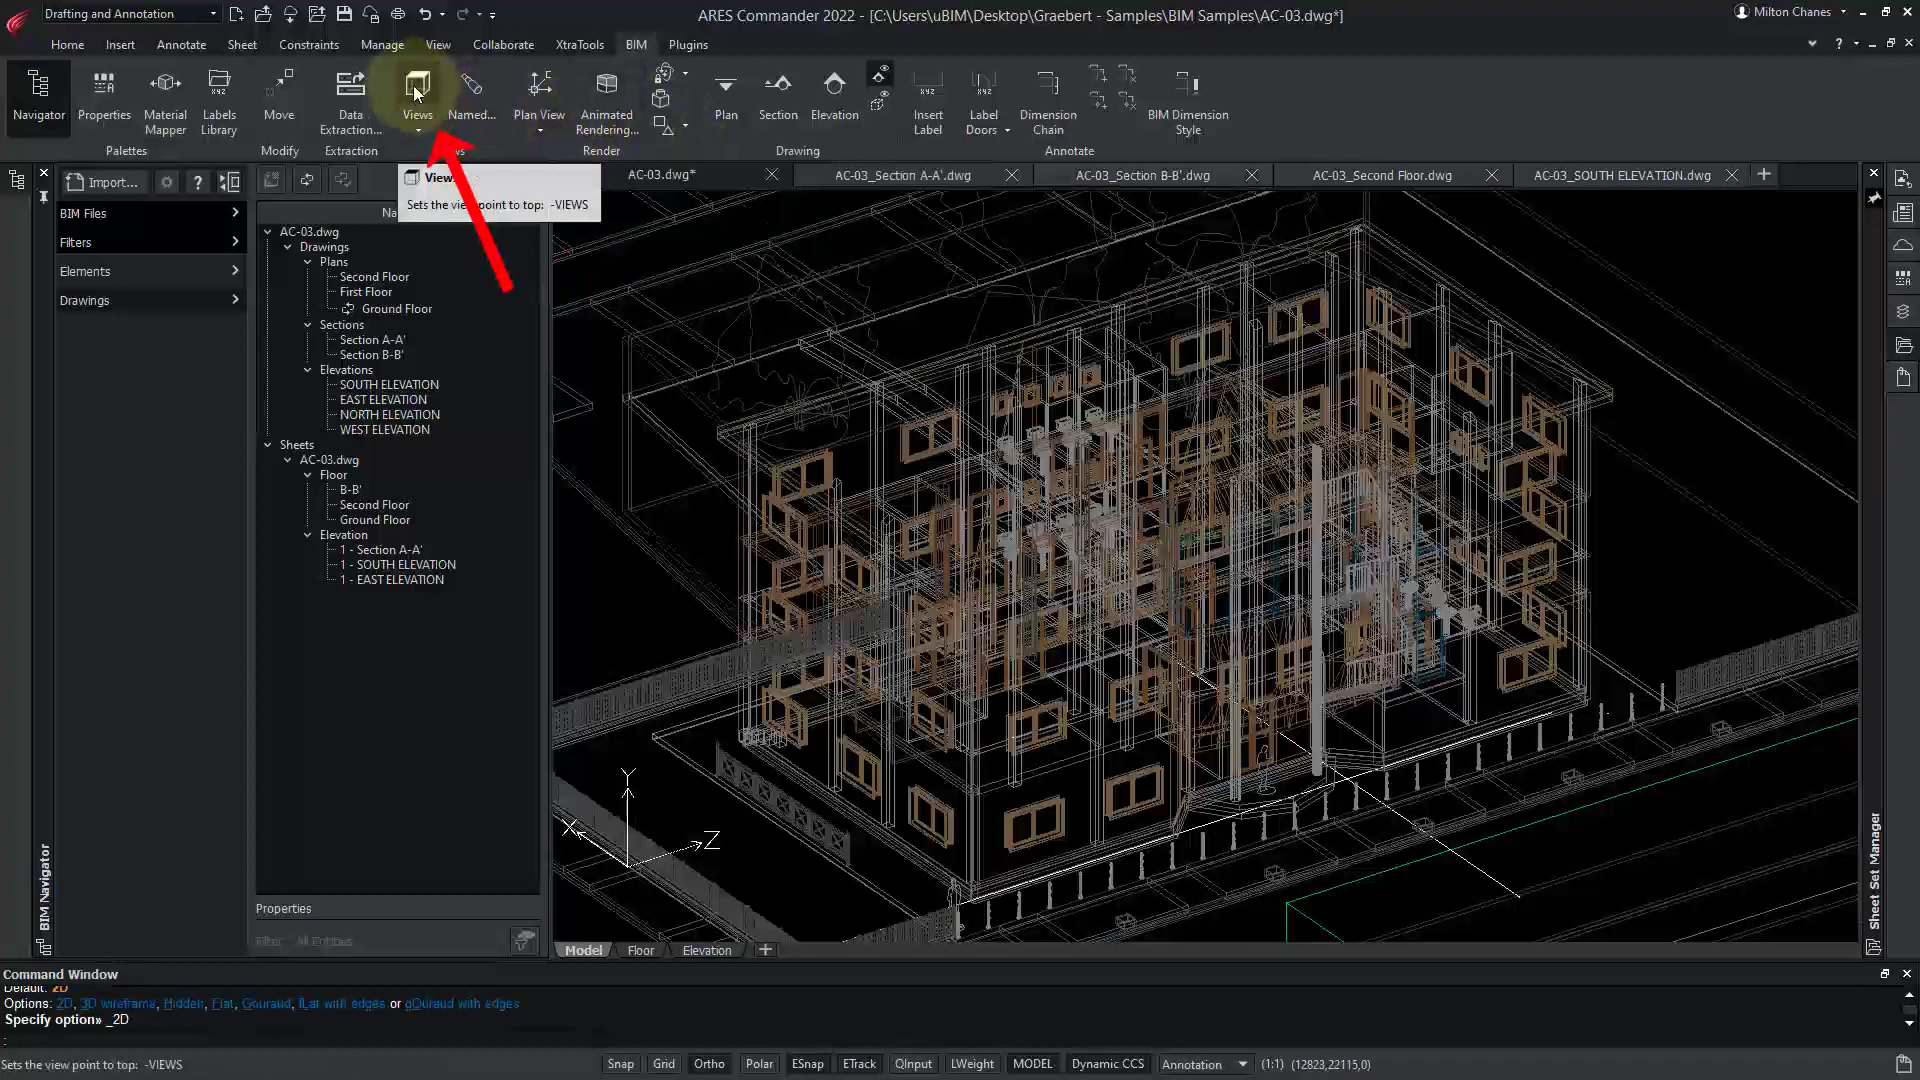 Drafting and Annotation
ARES Commander 2022 - [C:\Users\uBIM\Desktop\Graebert - Samples\BIM Samples\AC-03.dwg*]
Milton Chanes
Home Insert Annotate Sheet Constraints Manage View Collaborate XtraTools BIM Plugins
?
Navigator
Properties
Material
Mapper
Labels
Library
Move
Data
Extraction...
Views
Named...
Plan View
Animated
Rendering...
Plan
Section
Elevation
Insert
Label
Label
Doors
Dimension
Chain
BIM Dimension
Style
Palettes
Modify
Extraction
Render
Drawing
Annotate
Import...
?
AC-03.dwg*
AC-03_Section A-A'.dwg
AC-03_Section B-B'.dwg
AC-03_Second Floor.dwg
AC-03_SOUTH ELEVATION.dwg
Sets the view point to top: -VIEWS
BIM Files
Filters
Elements
Drawings
AC-03.dwg
Drawings
Plans
Second Floor
First Floor
Ground Floor
Sections
Section A-A'
Section B-B'
Elevations
SOUTH ELEVATION
EAST ELEVATION
NORTH ELEVATION
WEST ELEVATION
Sheets
AC-03.dwg
Floor
B-B'
Second Floor
Ground Floor
Elevation
1 - Section A-A'
1 - SOUTH ELEVATION
1 - EAST ELEVATION
Y
X
Z
BIM Navigator
Sheet Set Manager
Properties
Filter All Entities
Model Floor Elevation
Command Window
Default: 2D
Options: 2D, 3D wireframe, Hidden, Flat, Gouraud, fLat with edges or gOuraud with edges
Specify option» _2D
:
Sets the view point to top: -VIEWS
Snap Grid Ortho Polar ESnap ETrack QInput LWeight MODEL Dynamic CCS Annotation (1:1) (12823,22115,0)